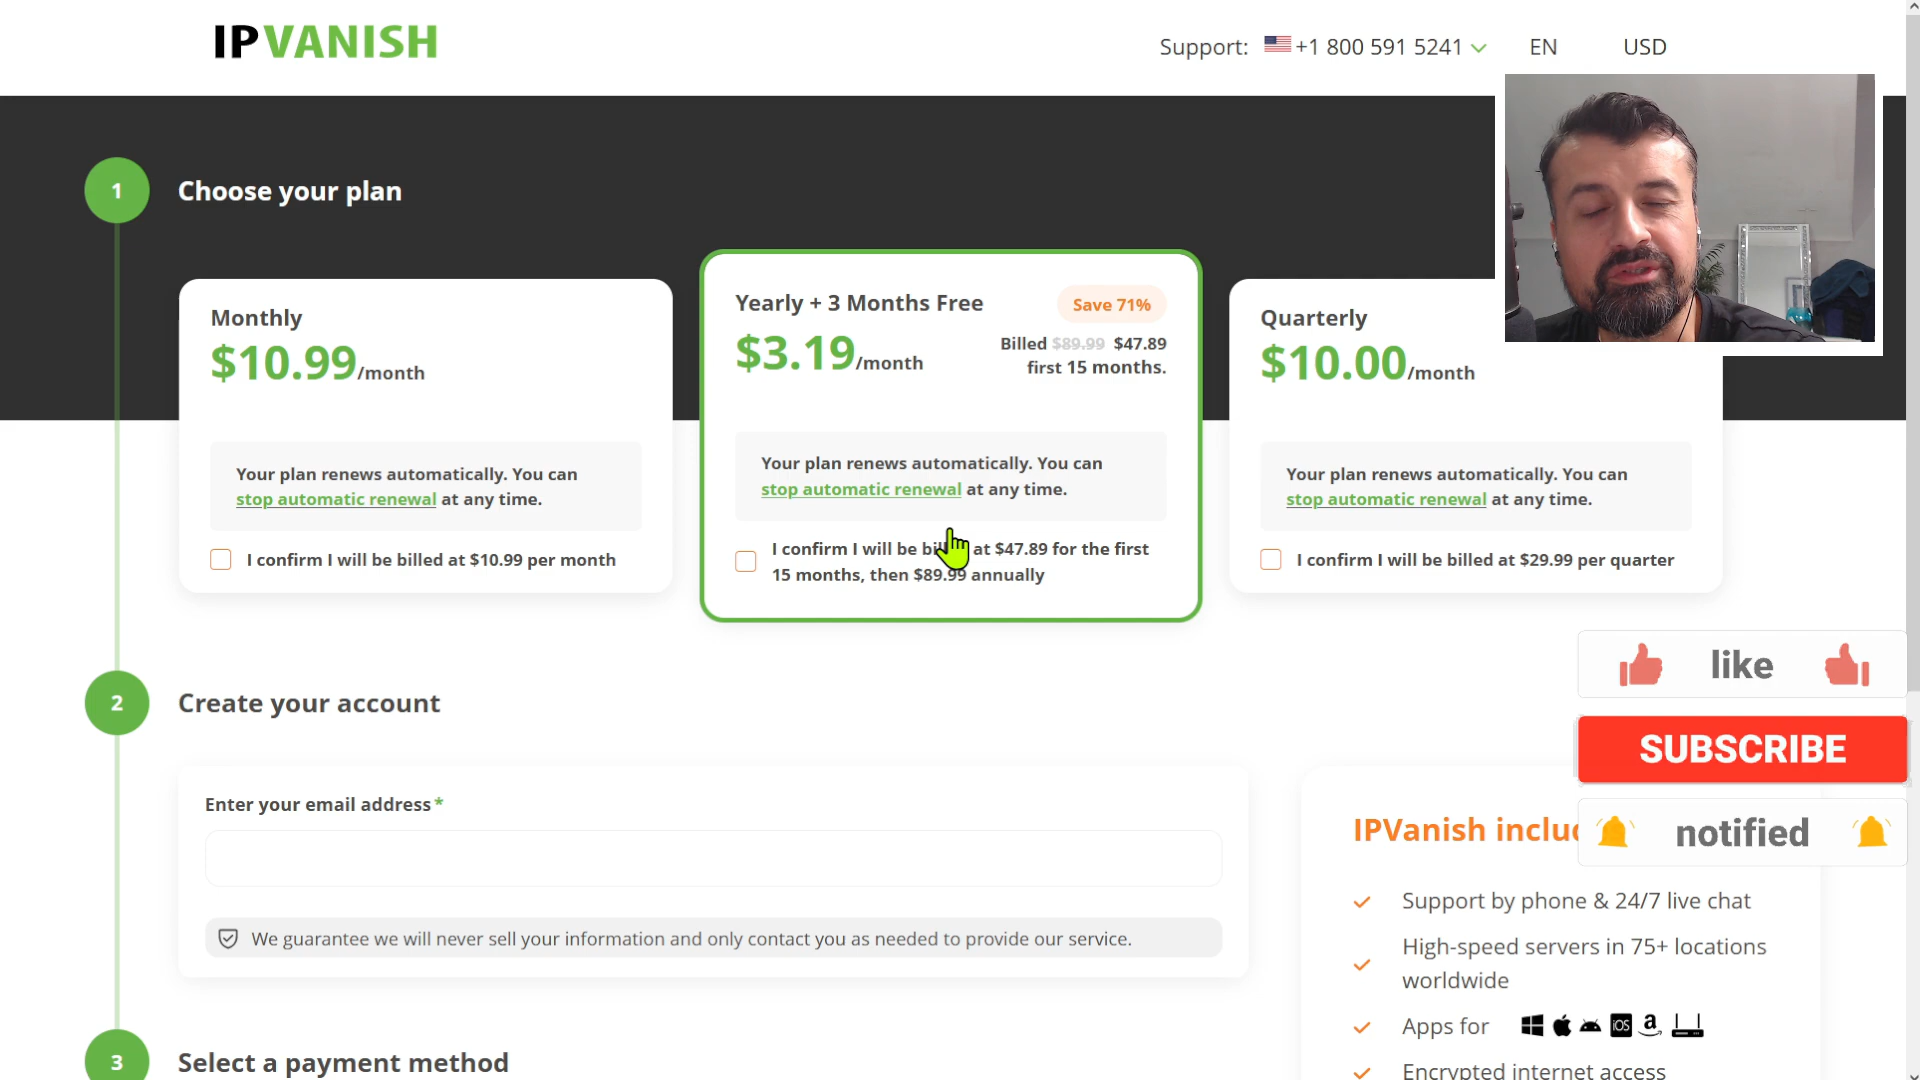 IPVANISH
Support: +1 800 591 5241
EN
USD
1
Choose your plan
Monthly
$10.99/month
Your plan renews automatically. You can
stop automatic renewal at any time.
I confirm I will be billed at $10.99 per month
Yearly + 3 Months Free
Save 71%
$3.19/month
Billed $89.99 $47.89
first 15 months.
Your plan renews automatically. You can
stop automatic renewal at any time.
I confirm I will be billed at $47.89 for the first
15 months, then $89.99 annually
Quarterly
$10.00/month
Your plan renews automatically. You can
stop automatic renewal at any time.
I confirm I will be billed at $29.99 per quarter
like
SUBSCRIBE
notified
2
Create your account
Enter your email address*
We guarantee we will never sell your information and only contact you as needed to provide our service.
IPVanish
Support by phone & 24/7 live chat
High-speed servers in 75+ locations
worldwide
Apps for iOS a
Encrypted internet access
3
Select a payment method